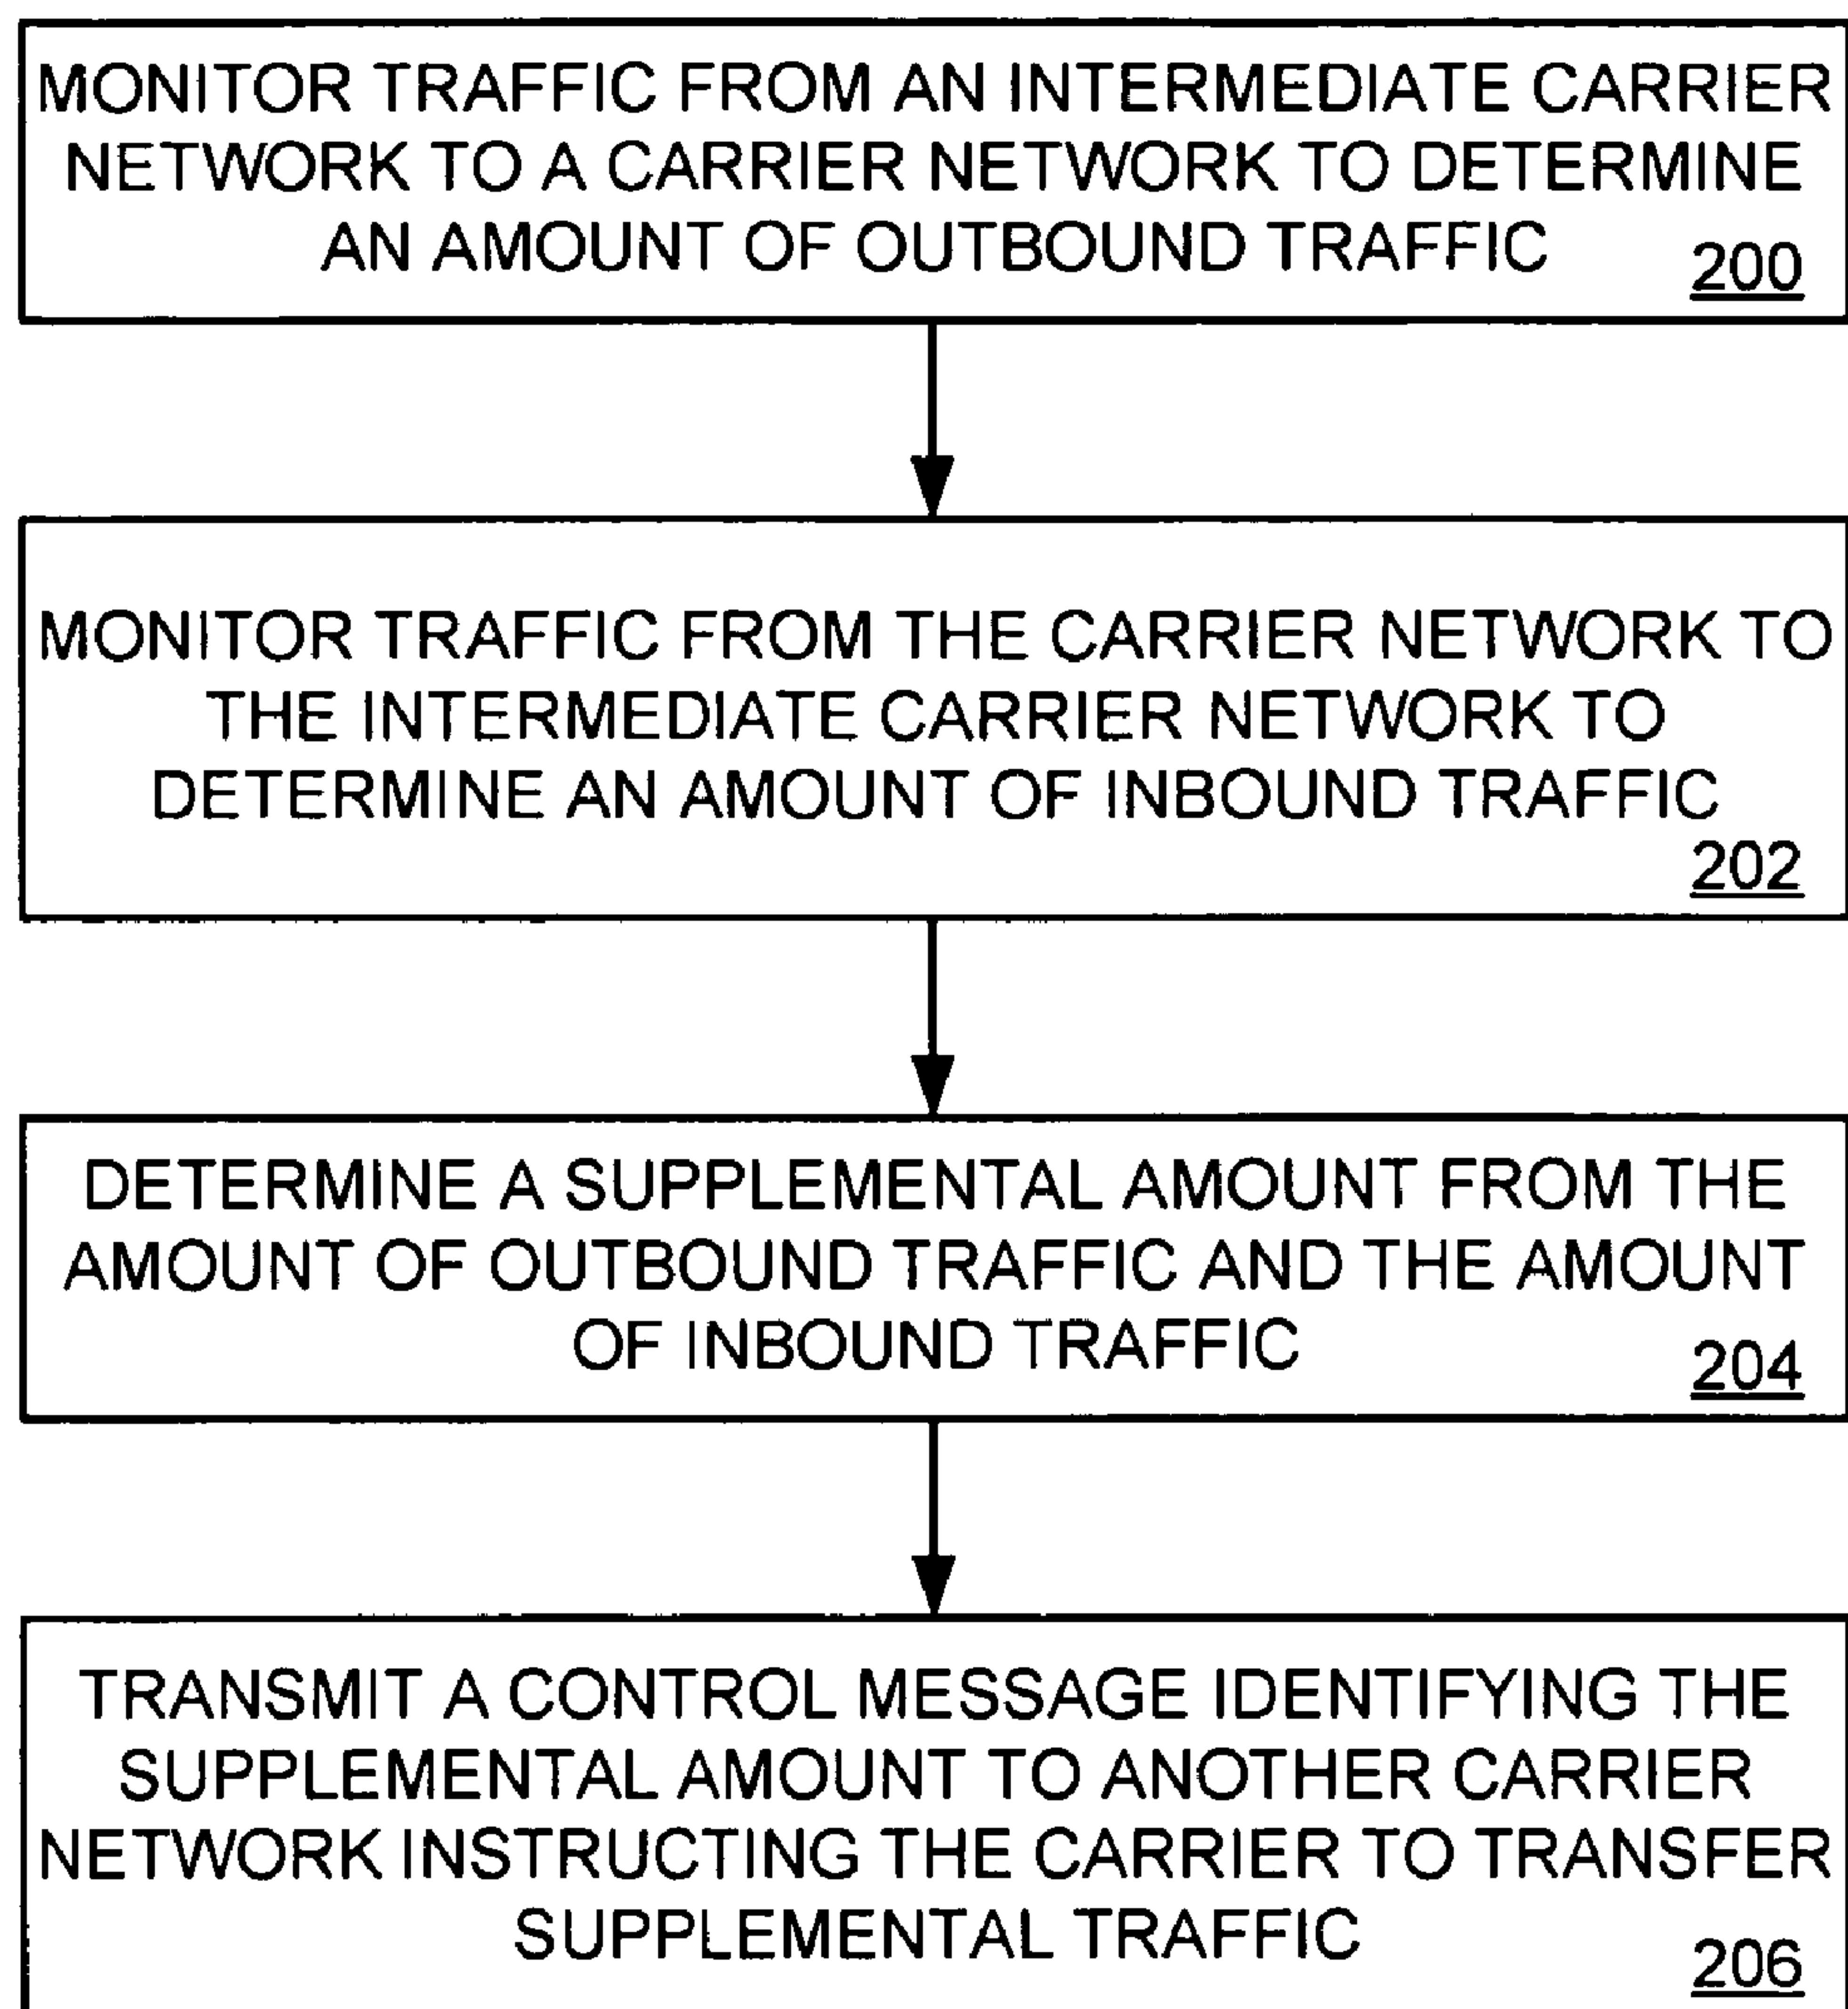 MONITOR TRAFFIC FROM AN INTERMEDIATE CARRIER
NETWORK TO A CARRIER NETWORK TO DETERMINE
AN AMOUNT OF OUTBOUND TRAFFIC
200
MONITOR TRAFFIC FROM THE CARRIER NETWORK TO
THE INTERMEDIATE CARRIER NETWORK TO
DETERMINE AN AMOUNT OF INBOUND TRAFFIC
202
DETERMINE A SUPPLEMENTAL AMOUNT FROM THE
AMOUNT OF OUTBOUND TRAFFIC AND THE AMOUNT
OF INBOUND TRAFFIC
204
TRANSMIT A CONTROL MESSAGE IDENTIFYING THE
SUPPLEMENTAL AMOUNT TO ANOTHER CARRIER
NETWORK INSTRUCTING THE CARRIER TO TRANSFER
SUPPLEMENTAL TRAFFIC
206